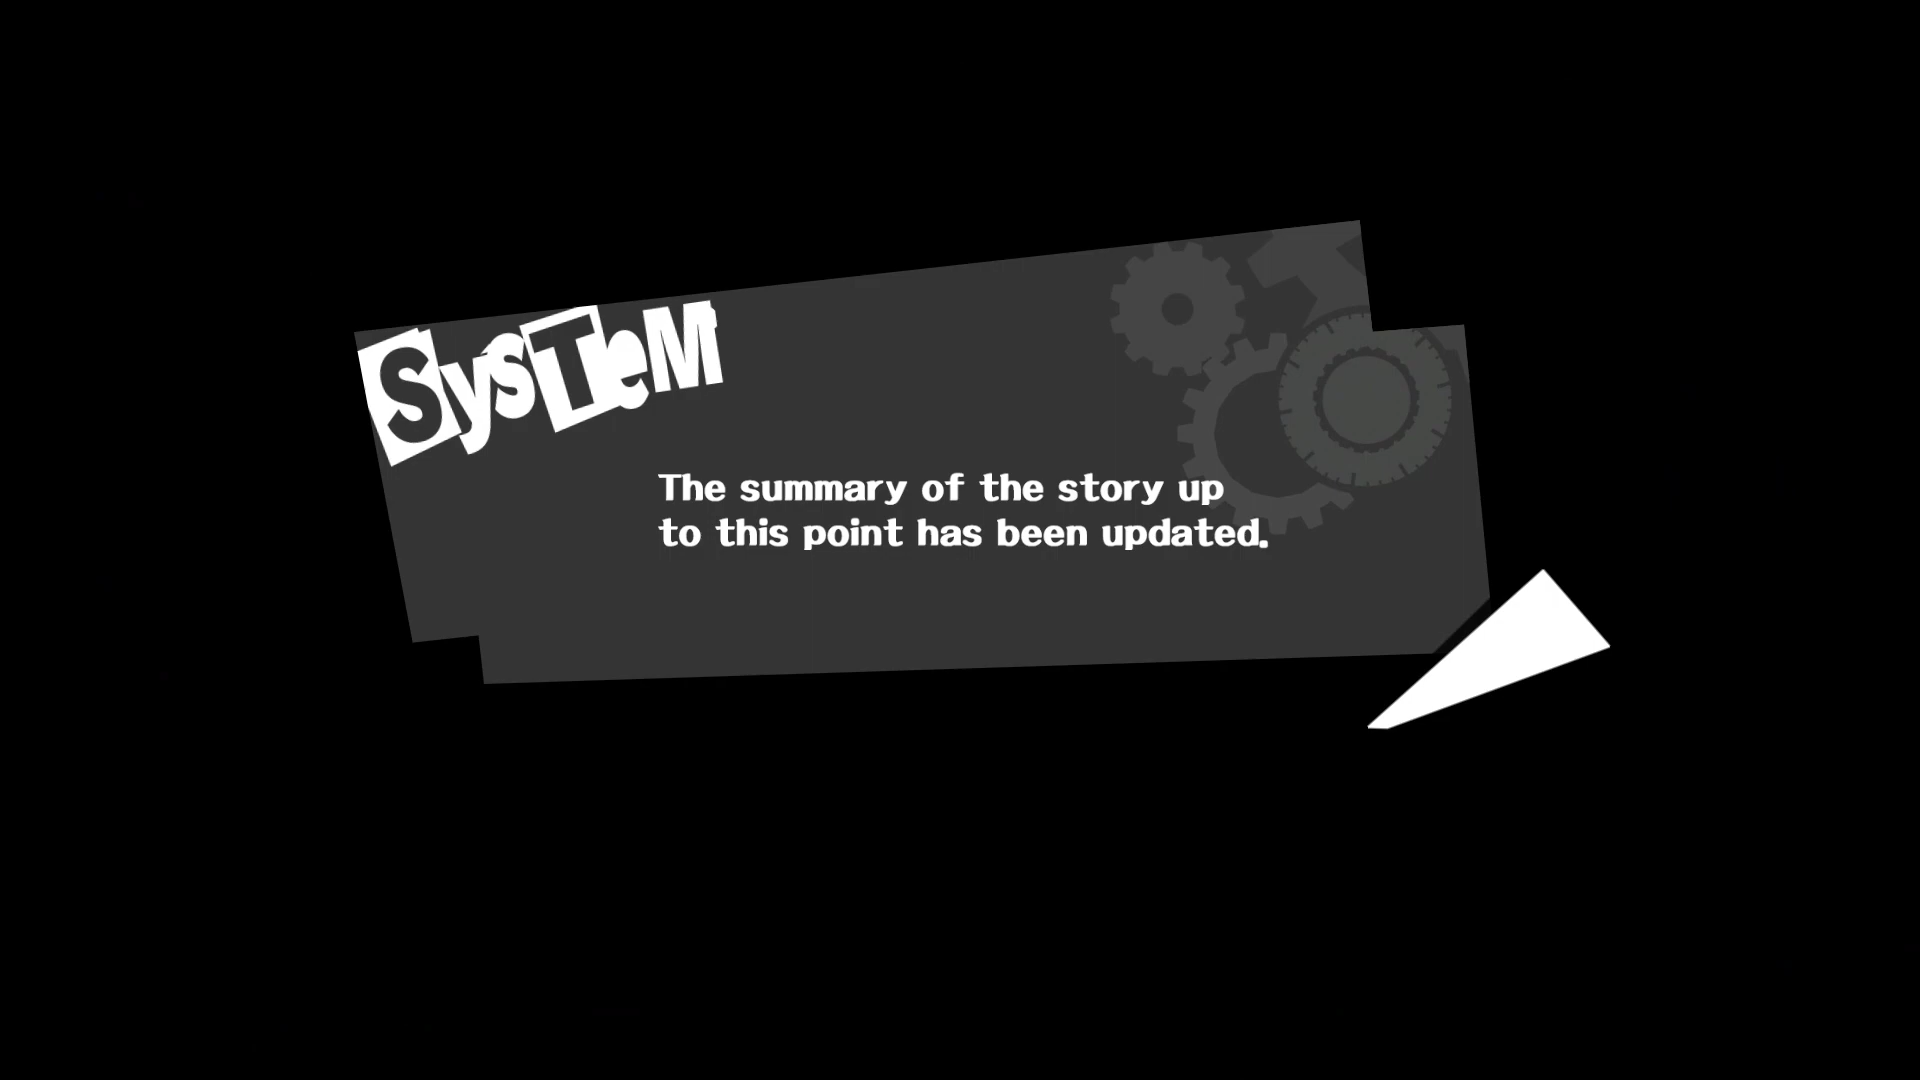 SysTeM
The summary of the story up
to this point has been updated.